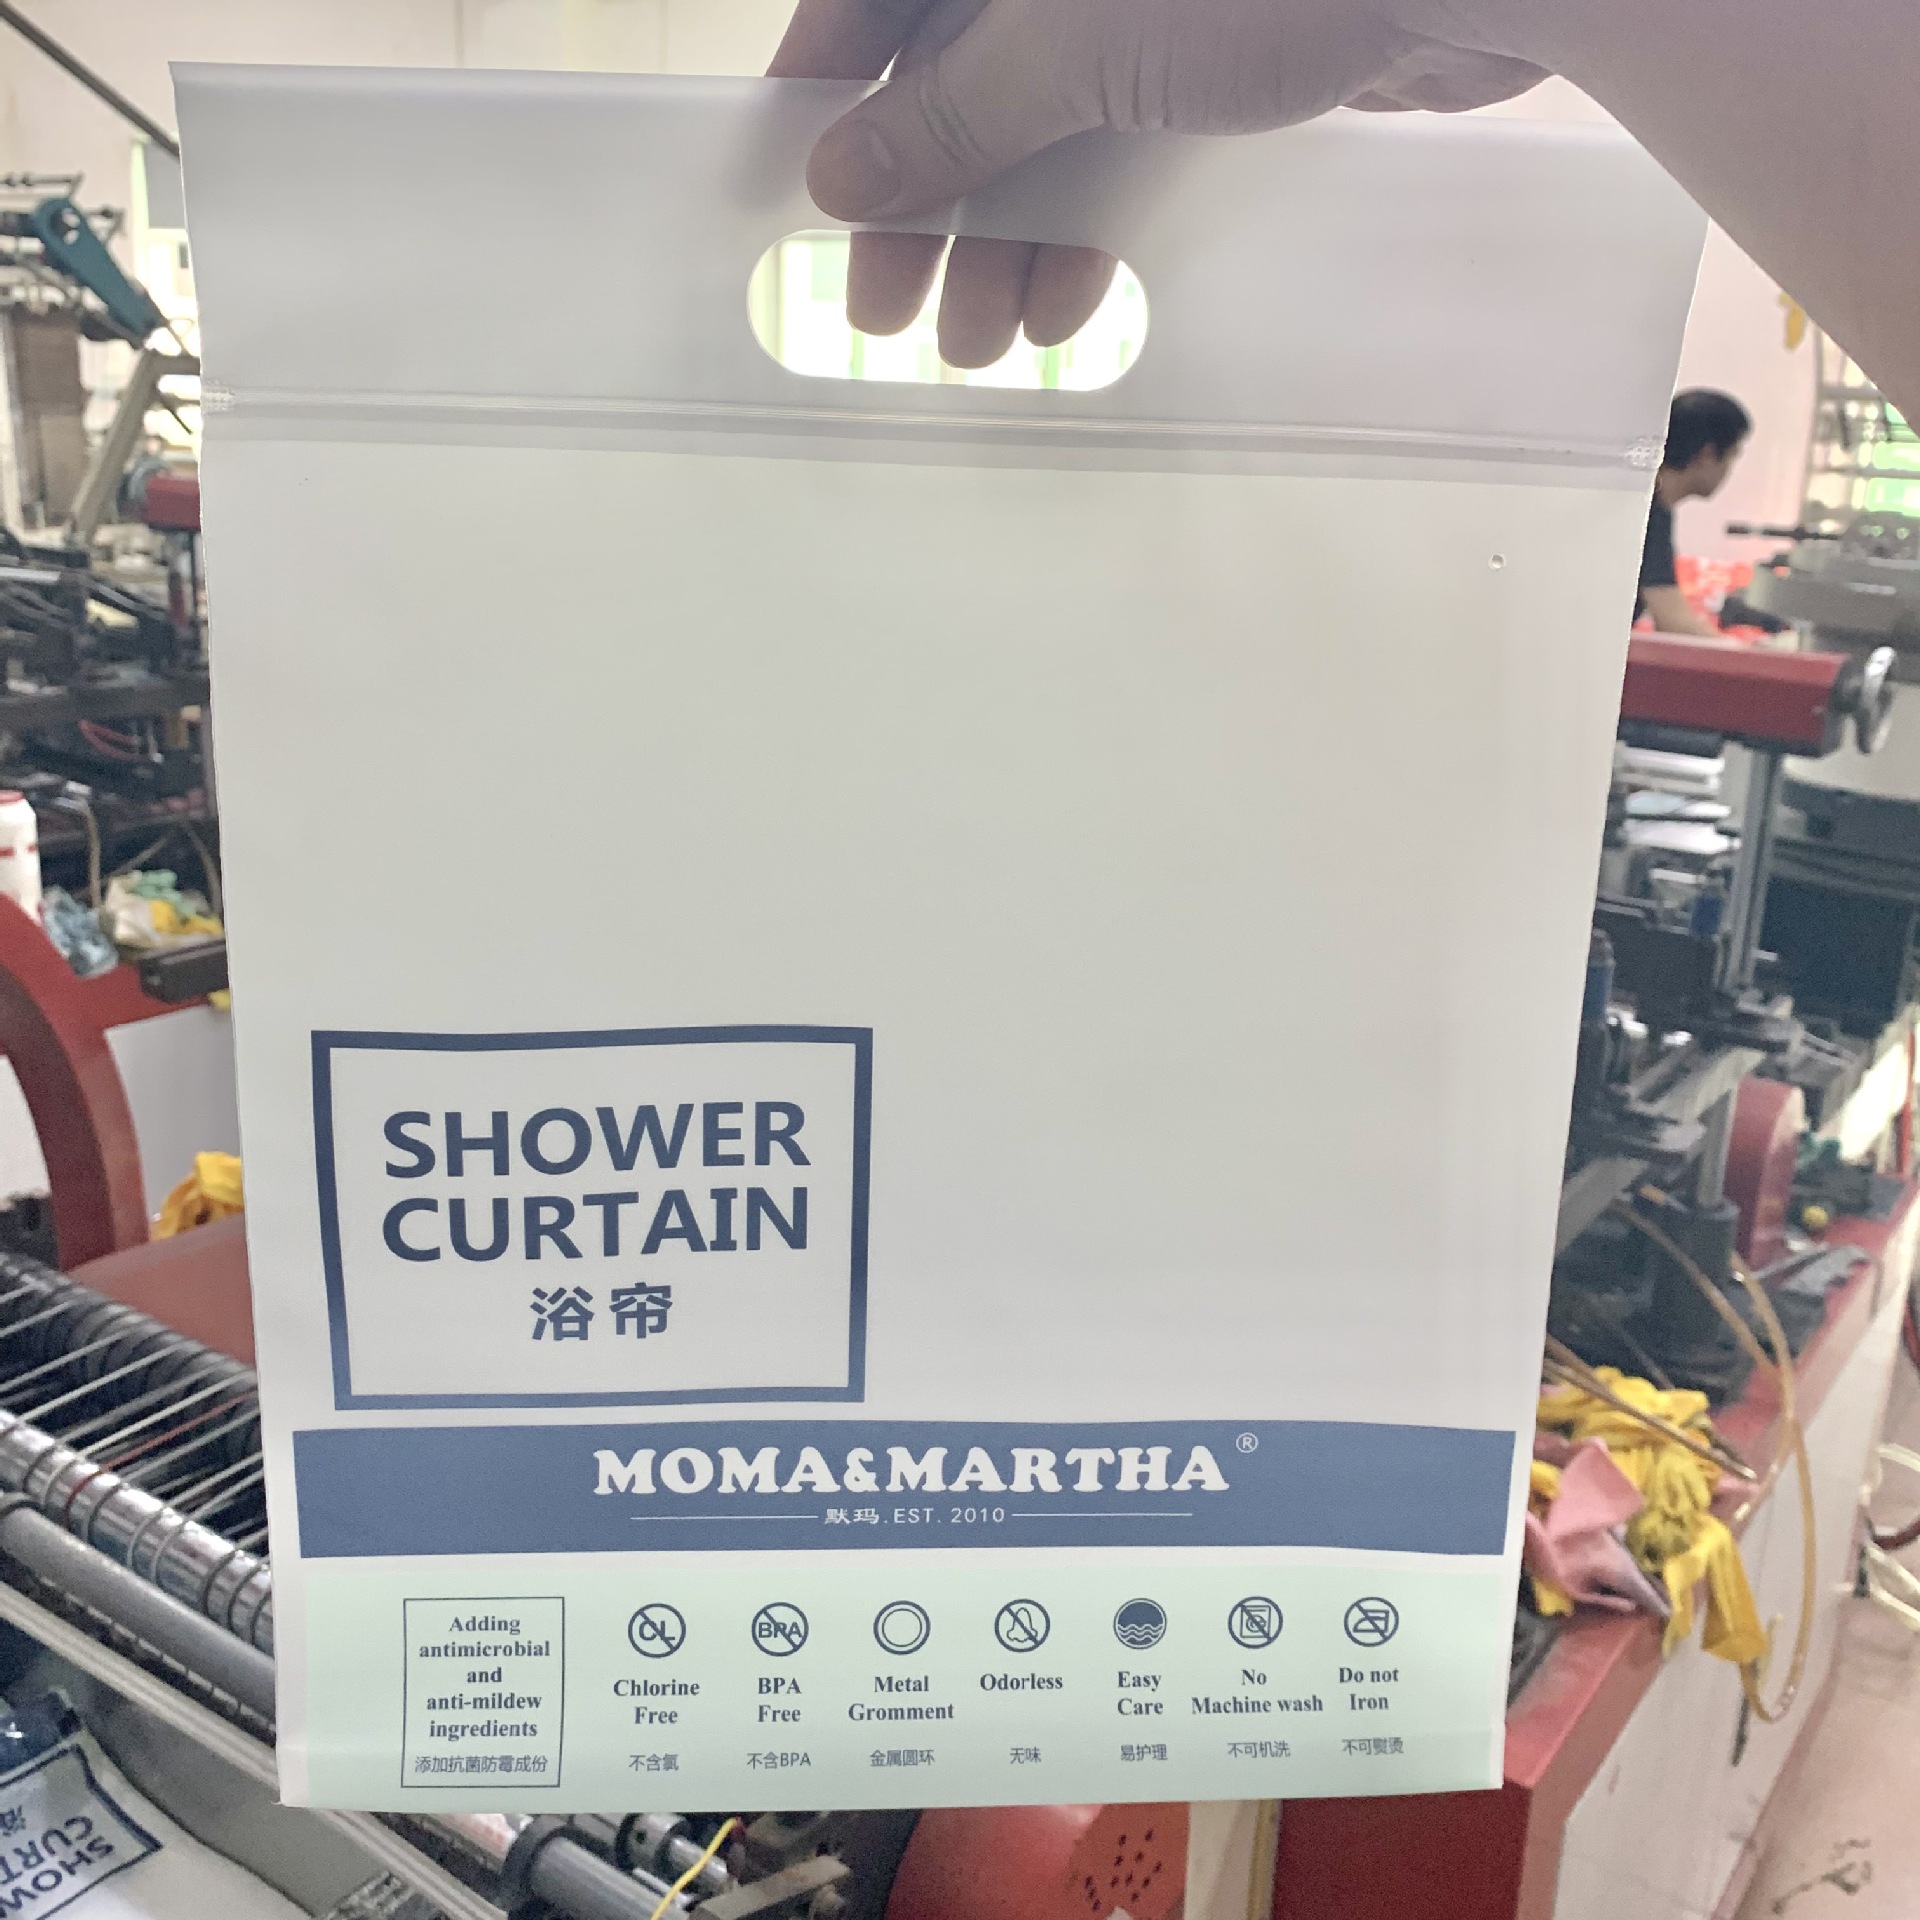 SHOWER
CURTAIN
浴帘
MOMA&MARTHA®
默玛.EST. 2010
Adding
antimicrobial
and
anti-mildew
ingredients
添加抗菌防霉成份
CL
Chlorine
Free
不含氯
BPA
BPA
Free
不含BPA
Metal
Gromment
金属圆环
Odorless
无味
Easy
Care
易护理
No
Machine wash
不可机洗
Do not
Iron
不可熨烫
SHOW
CURT
浴